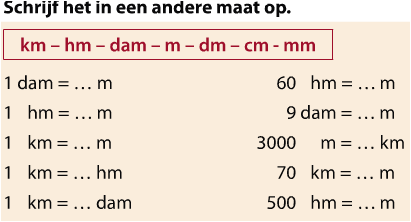 Schrijf het in een andere maat op.
km – hm – dam – m – dm – cm - mm
1 dam = … m
1 hm = … m
1 km = … m
1 km = … hm
1 km = … dam
60 hm = … m
9 dam = … m
3000 m = … km
70 km = … m
500 hm = … m